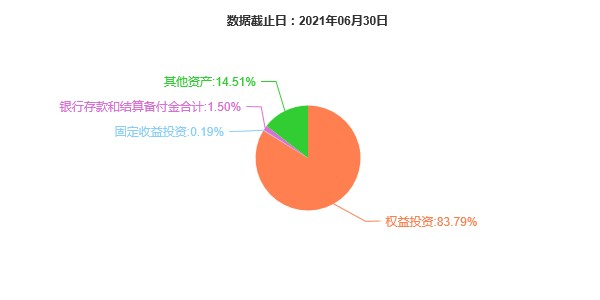 数据截止日：2021年06月30日
其他资产:14.51%
银行存款和结算备付金合计:1.50%
固定收益投资:0.19%
权益投资:83.79%